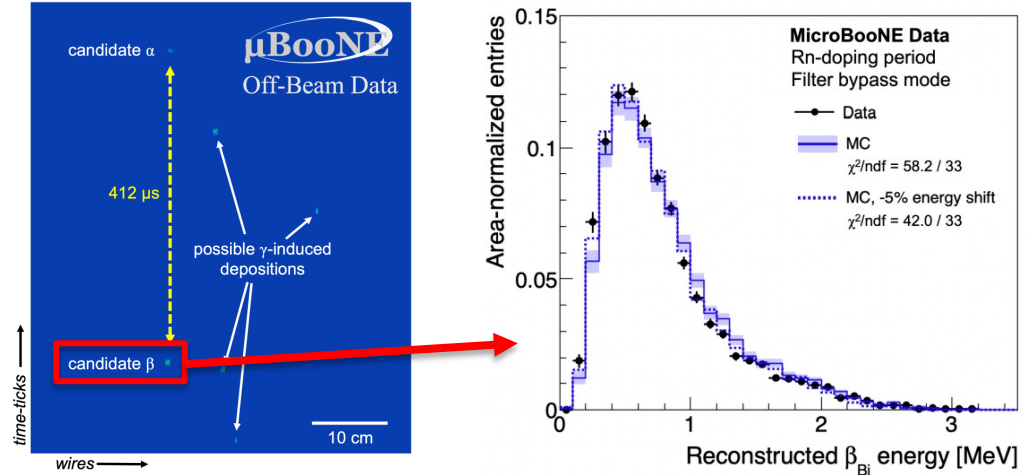 candidate α
μBooNE
Off-Beam Data
412 μs
possible γ-induced
depositions
candidate β
time-ticks
wires
10 cm
0.15
0.1
0.05
0
Area-normalized entries
MicroBooNE Data
Rn-doping period
Filter bypass mode
Data
MC
χ²/ndf = 58.2 / 33
MC, -5% energy shift
χ²/ndf = 42.0 / 33
0 1 2 3
Reconstructed β_Bi energy [MeV]